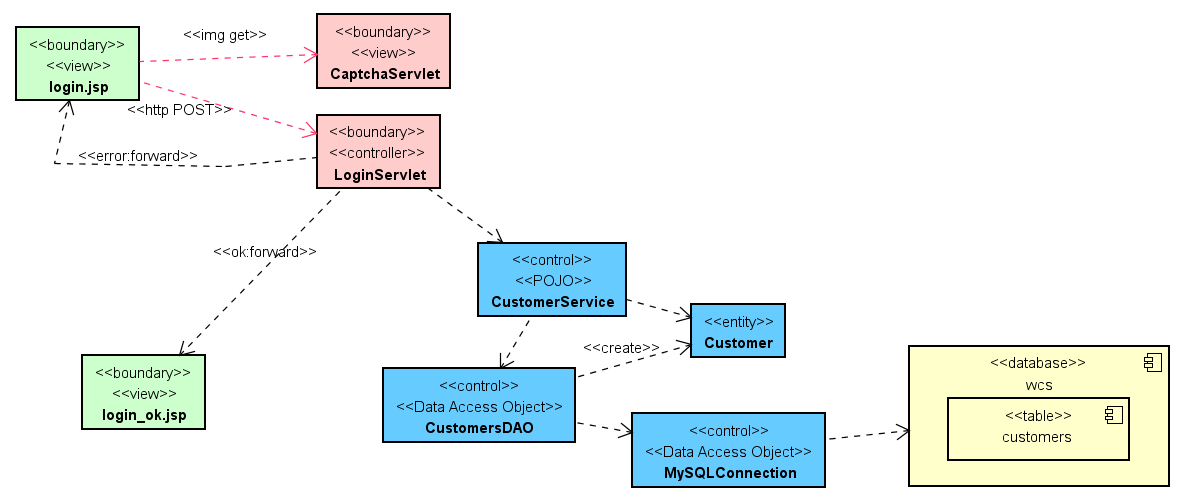 <<boundary>>
<<view>>
login.jsp
<<img get>>
<<boundary>>
<<view>>
CaptchaServlet
<<http POST>>
<<error:forward>>
<<boundary>>
<<controller>>
LoginServlet
<<ok:forward>>
<<control>>
<<POJO>>
CustomerService
<<entity>>
Customer
<<create>>
<<boundary>>
<<view>>
login_ok.jsp
<<control>>
<<Data Access Object>>
CustomersDAO
<<control>>
<<Data Access Object>>
MySQLConnection
<<database>>
wcs
<<table>>
customers